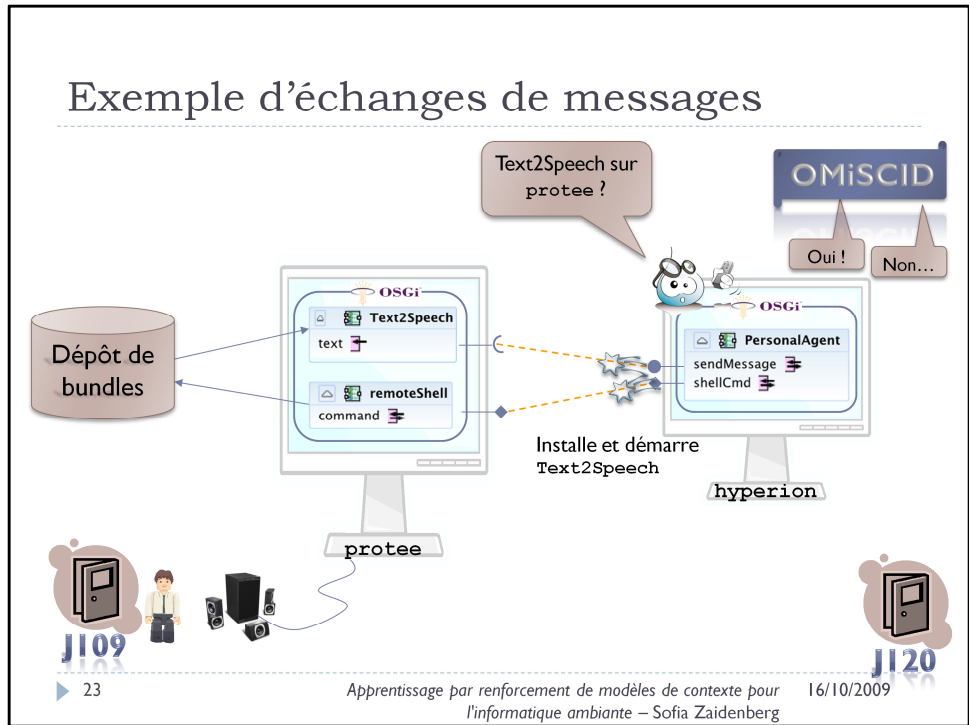 Exemple d'échanges de messages
Text2Speech sur
protee ?
OMiSCID
Oui !
Non…
OSGi
Text2Speech
text
remoteShell
command
Dépôt de
bundles
OSGi
PersonalAgent
sendMessage
shellCmd
Installe et démarre
Text2Speech
hyperion
protee
J109
J120
23
Apprentissage par renforcement de modèles de contexte pour
l'informatique ambiante – Sofia Zaidenberg
16/10/2009